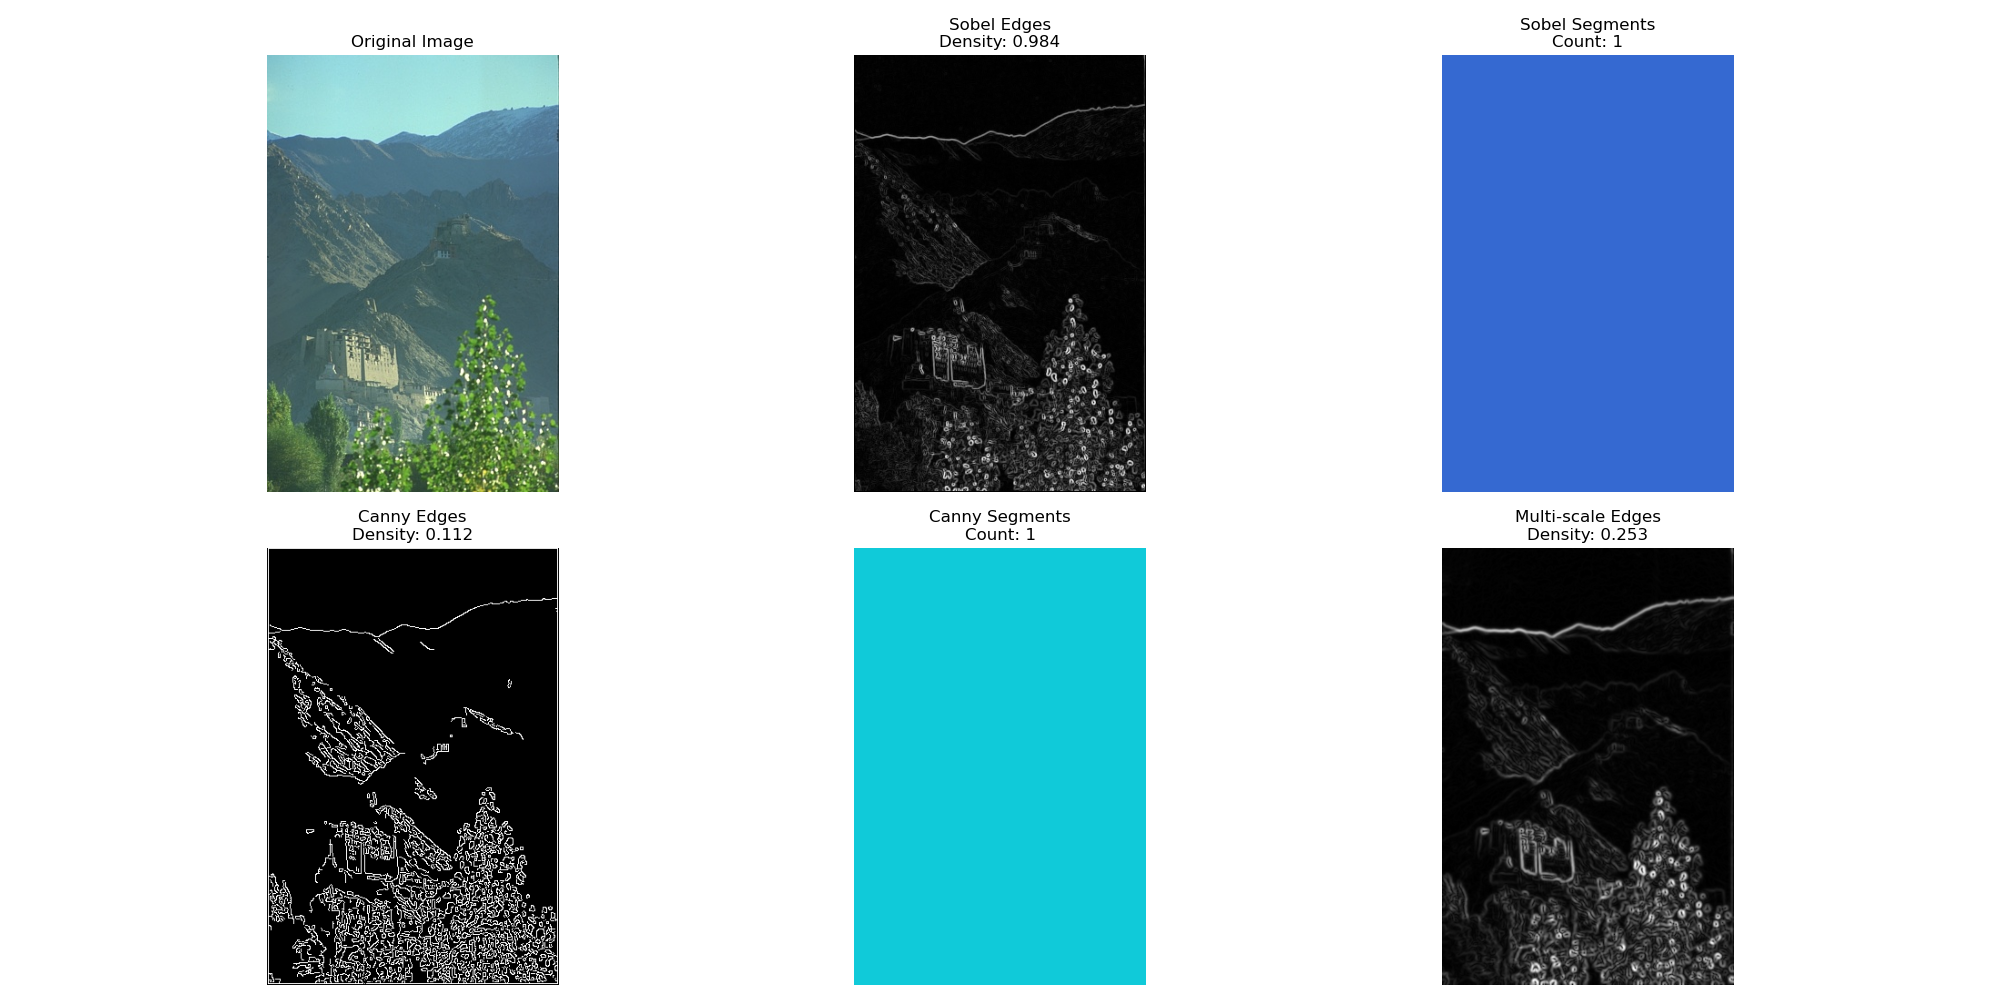 Original Image
Sobel Edges
Density: 0.984
Sobel Segments
Count: 1
Canny Edges
Density: 0.112
Canny Segments
Count: 1
Multi-scale Edges
Density: 0.253